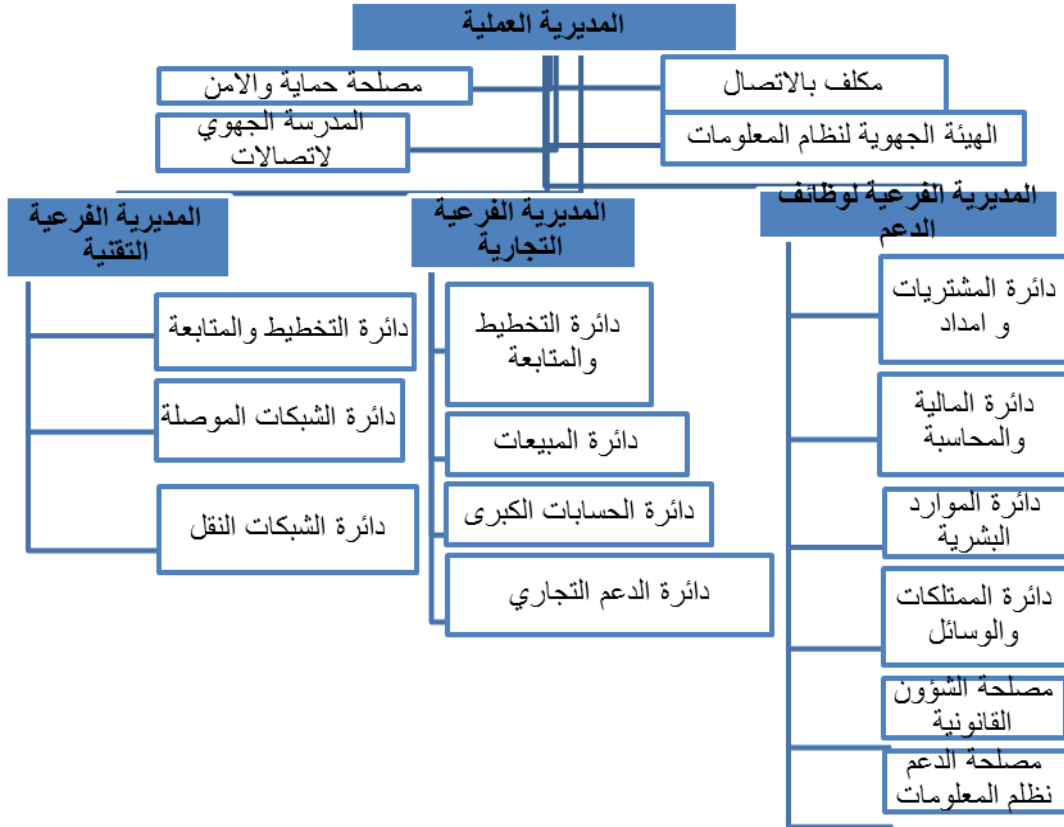 المديرية العملية
مكلف بالاتصال
مصلحة حماية والامن
الهيئة الجهوية لنظام المعلومات
المدرسة الجهوي
لاتصالات
المديرية الفرعية لوظائف
الدعم
دائرة المشتريات
و امداد
دائرة المالية
والمحاسبة
دائرة الموارد
البشرية
دائرة الممتلكات
والوسائل
مصلحة الشؤون
القانونية
مصلحة الدعم
نظلم المعلومات
المديرية الفرعية
التجارية
دائرة التخطيط
والمتابعة
دائرة المبيعات
دائرة الحسابات الكبرى
دائرة الدعم التجاري
المديرية الفرعية
التقنية
دائرة التخطيط والمتابعة
دائرة الشبكات الموصلة
دائرة الشبكات النقل